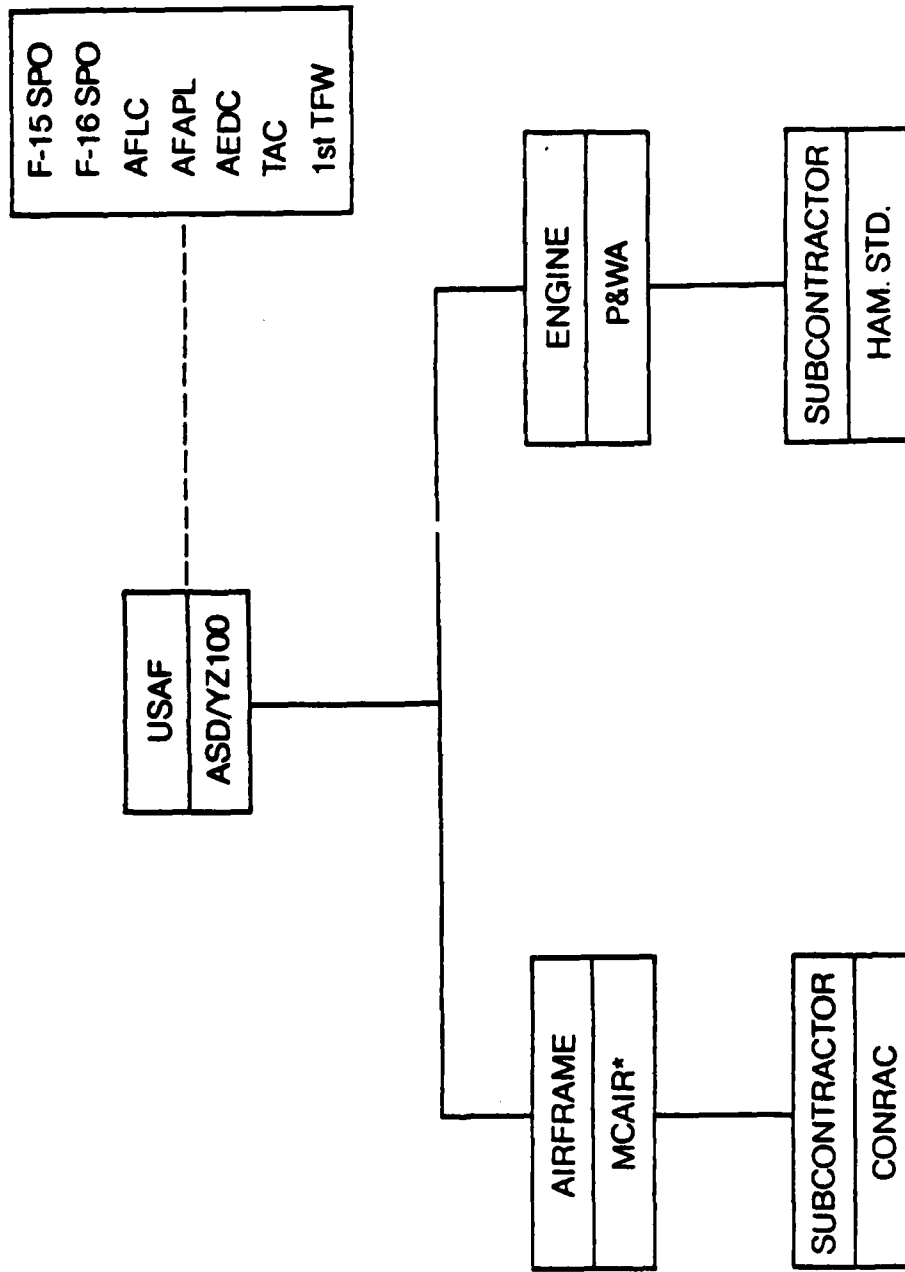 F-15 SPO
F-16 SPO
AFLC
AFAPL
AEDC
TAC
1st TFW
USAF
ASD/YZ100
AIRFRAME
MCAIR*
ENGINE
P&WA
SUBCONTRACTOR
CONRAC
SUBCONTRACTOR
HAM. STD.